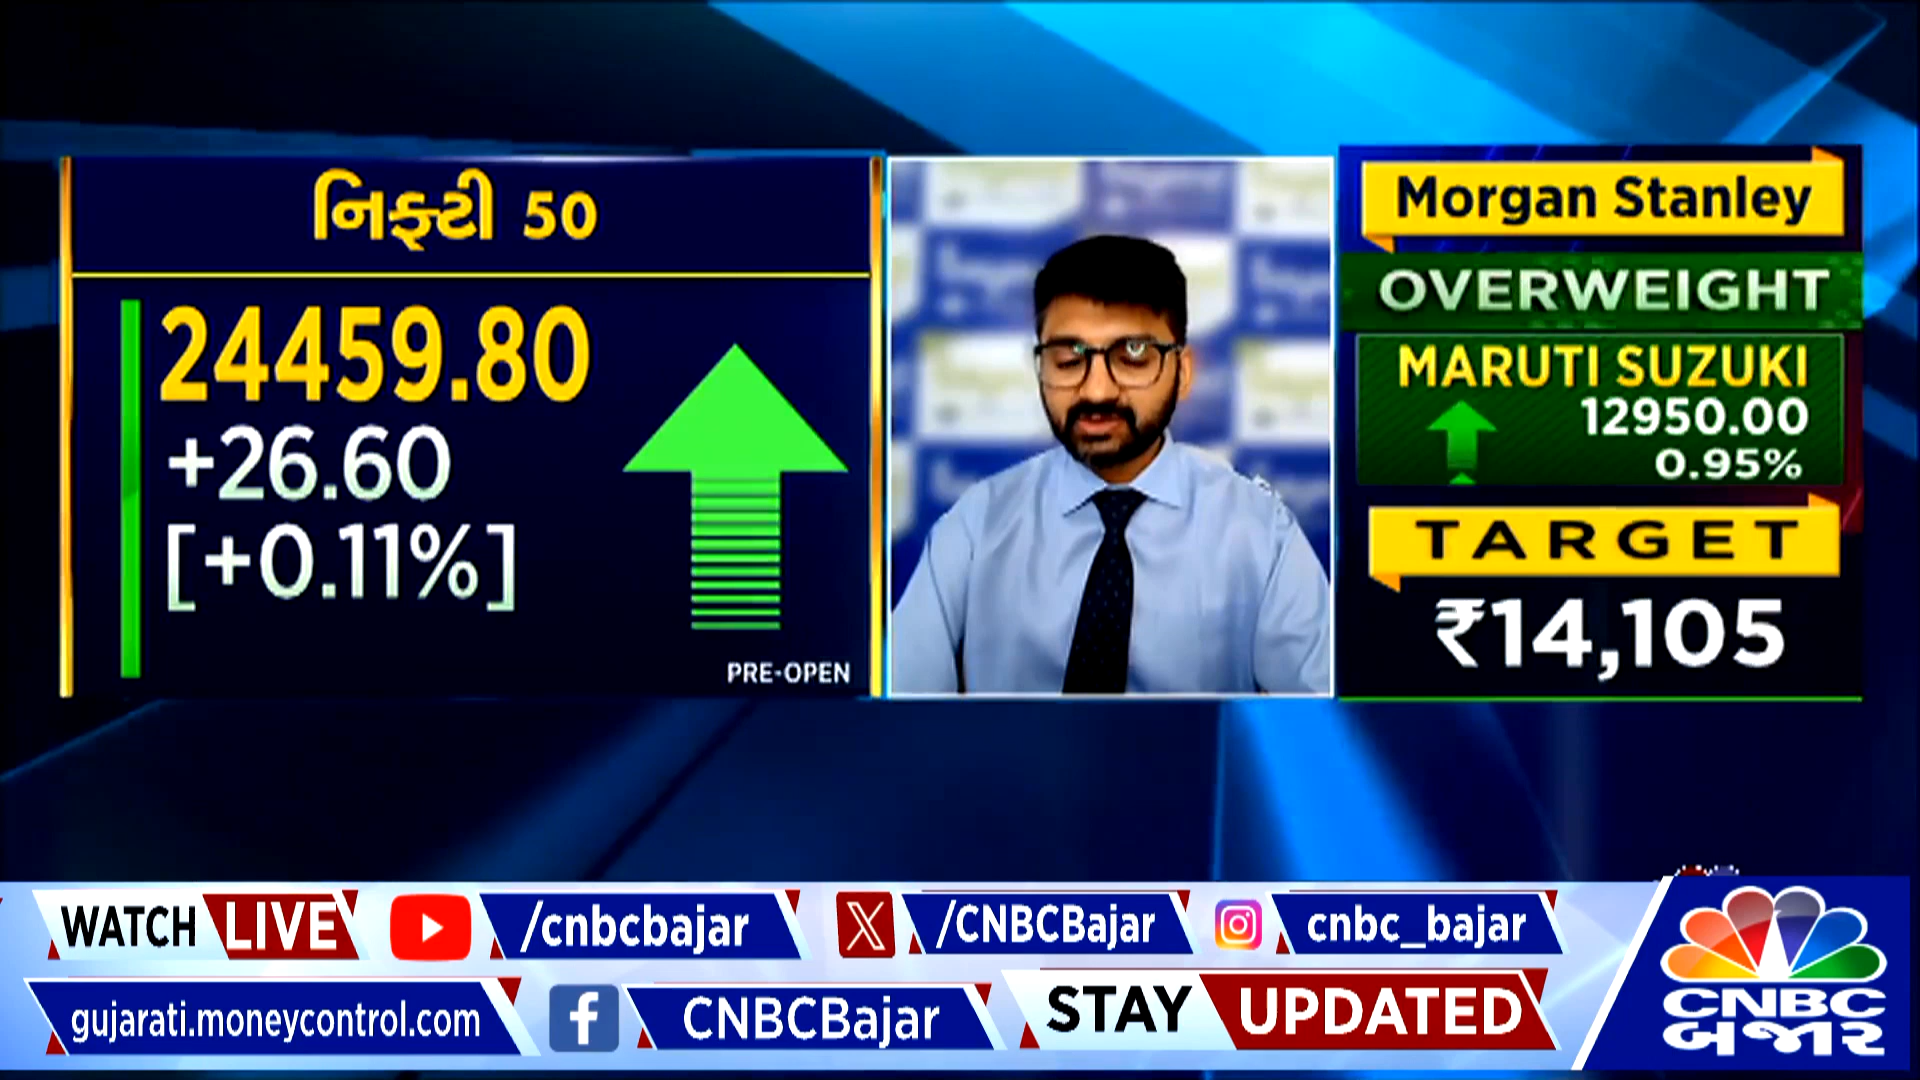 નિફ્ટી 50
24459.80
+26.60
[+0.11%]
PRE-OPEN
Morgan Stanley
OVERWEIGHT
MARUTI SUZUKI
12950.00
0.95%
TARGET
₹14,105
WATCH LIVE
/cnbcbajar
/CNBCBajar
cnbc_bajar
gujarati.moneycontrol.com
CNBCBajar
STAY UPDATED
CNBC
બજાર